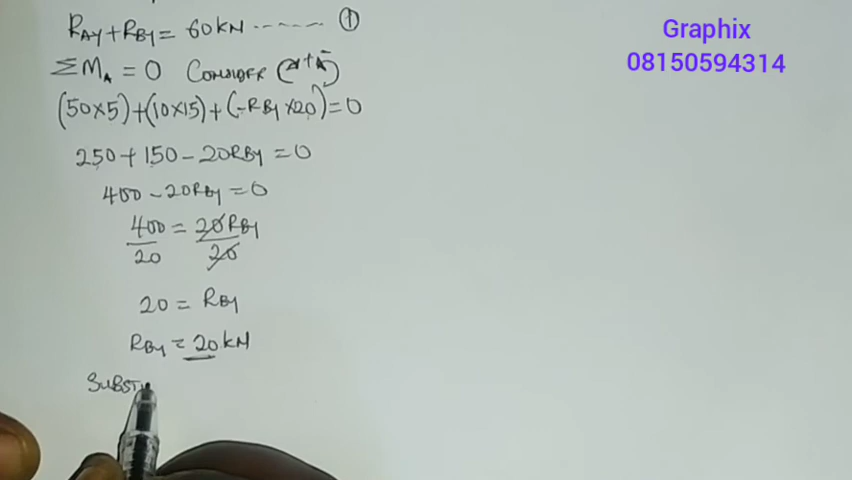 RAy + RBy = 60KN ------- ①
ΣMA = 0 CONSIDER
(50×5)+(10×15)+(-RBy×20)=0
250 + 150 - 20RBy = 0
400 - 20RBy = 0
400 = 20RBy
20 20
20 = RBy
RBy = 20KN
SUBST
Graphix
08150594314